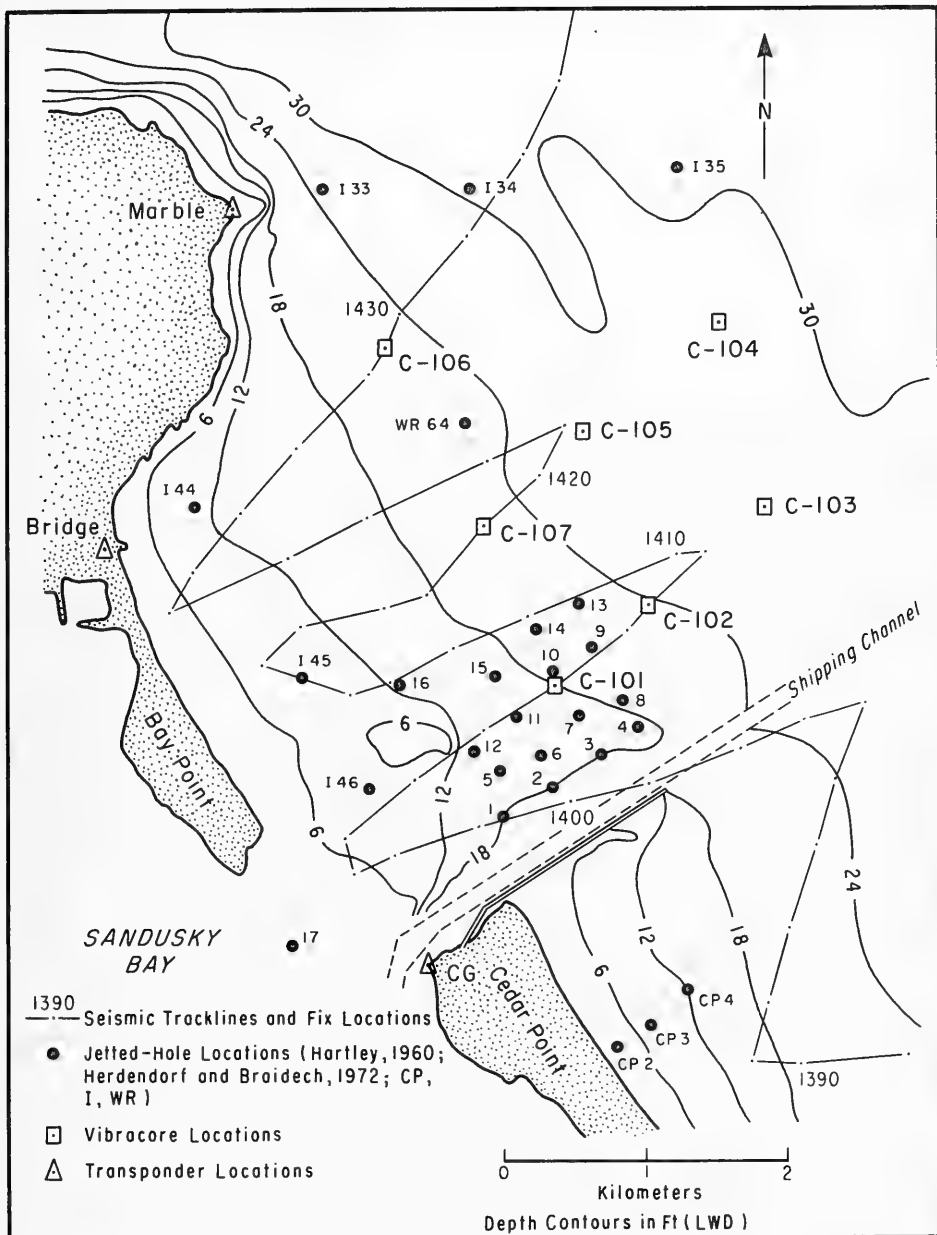 30
24
N
I 33
I 34
I 35
Marble
18
1430
C-106
C-104
30
6
12
WR 64
C-105
I 44
1420
C-103
Bridge
C-107
1410
13
C-102
14
9
Shipping Channel
10
I 45
16
15
C-101
8
11
7
4
6
12
6
3
Bay Point
5
2
I 46
12
1
1400
6
18
24
SANDUSKY
BAY
17
12
18
6
CG
Cedar Point
CP 4
CP 3
CP 2
1390
1390
Seismic Tracklines and Fix Locations
Jetted-Hole Locations (Hartley, 1960;
Herdendorf and Braidech, 1972; CP,
I, WR)
Vibracore Locations
Transponder Locations
0 1 2
Kilometers
Depth Contours in Ft (LWD)